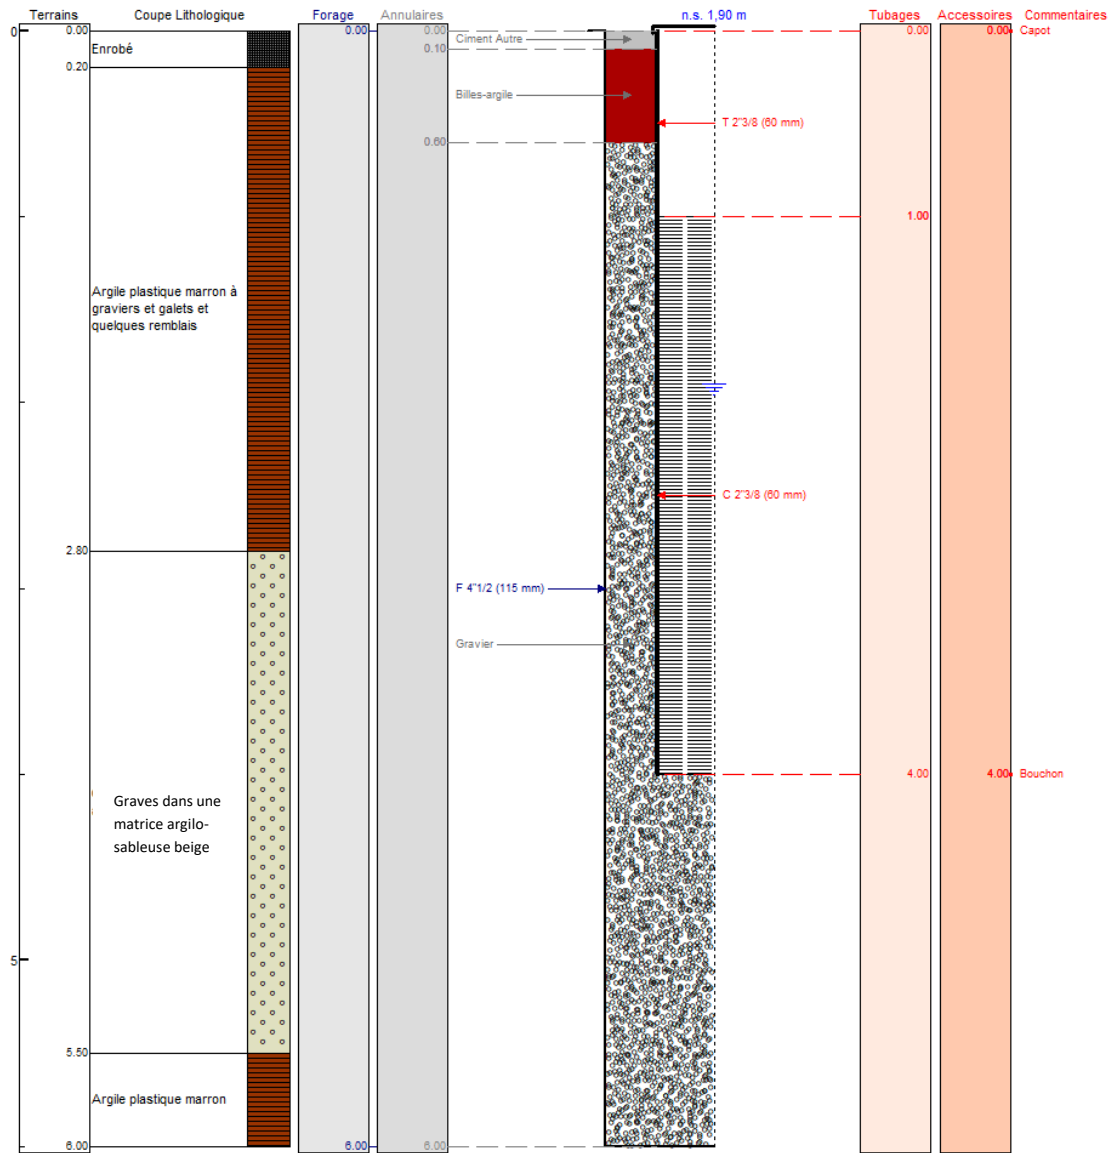 Terrains Coupe Lithologique Forage Annulaires n.s. 1,90 m Tubages Accessoires Commentaires
0 0.00 0.00 0.00 0.00 0.00 Capot
Ciment Autre
Enrobé 0.10
0.20
Billes-argile
T 2"3/8 (60 mm)
0.60
1.00
Argile plastique marron à
graviers et galets et
quelques remblais
C 2"3/8 (60 mm)
2.80
F 4"1/2 (115 mm)
Gravier
4.00 4.00 Bouchon
Graves dans une
matrice argilo-
sableuse beige
5
5.50
Argile plastique marron
6.00 6.00 6.00